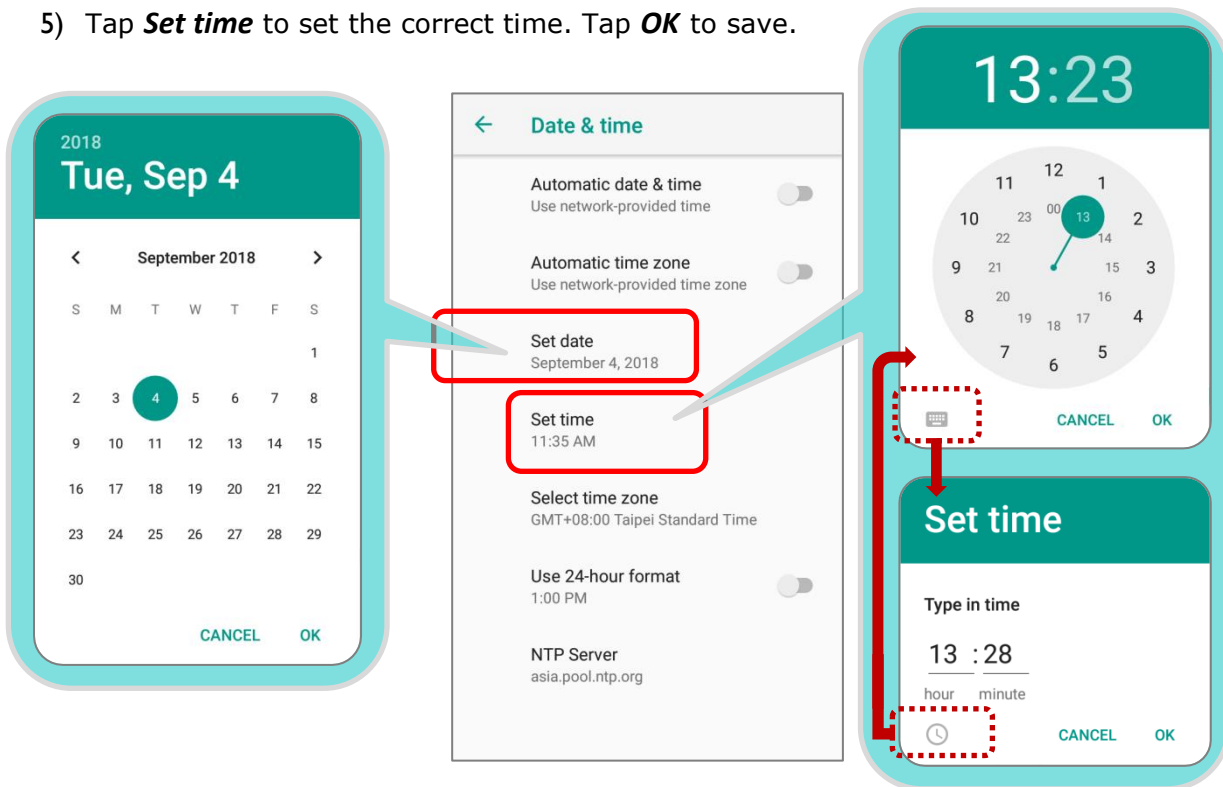 5) Tap Set time to set the correct time. Tap OK to save.
2018
Tue, Sep 4
September 2018
S M T W T F S
1
2 3 4 5 6 7 8
9 10 11 12 13 14 15
16 17 18 19 20 21 22
23 24 25 26 27 28 29
30
CANCEL OK
Date & time
Automatic date & time
Use network-provided time
Automatic time zone
Use network-provided time zone
Set date
September 4, 2018
Set time
11:35 AM
Select time zone
GMT+08:00 Taipei Standard Time
Use 24-hour format
1:00 PM
NTP Server
asia.pool.ntp.org
13:23
12
11 1
00
10 23 13 2
22 14
9 21 15 3
20 16
8 19 18 17 4
7 5
6
CANCEL OK
Set time
Type in time
13 : 28
hour minute
CANCEL OK